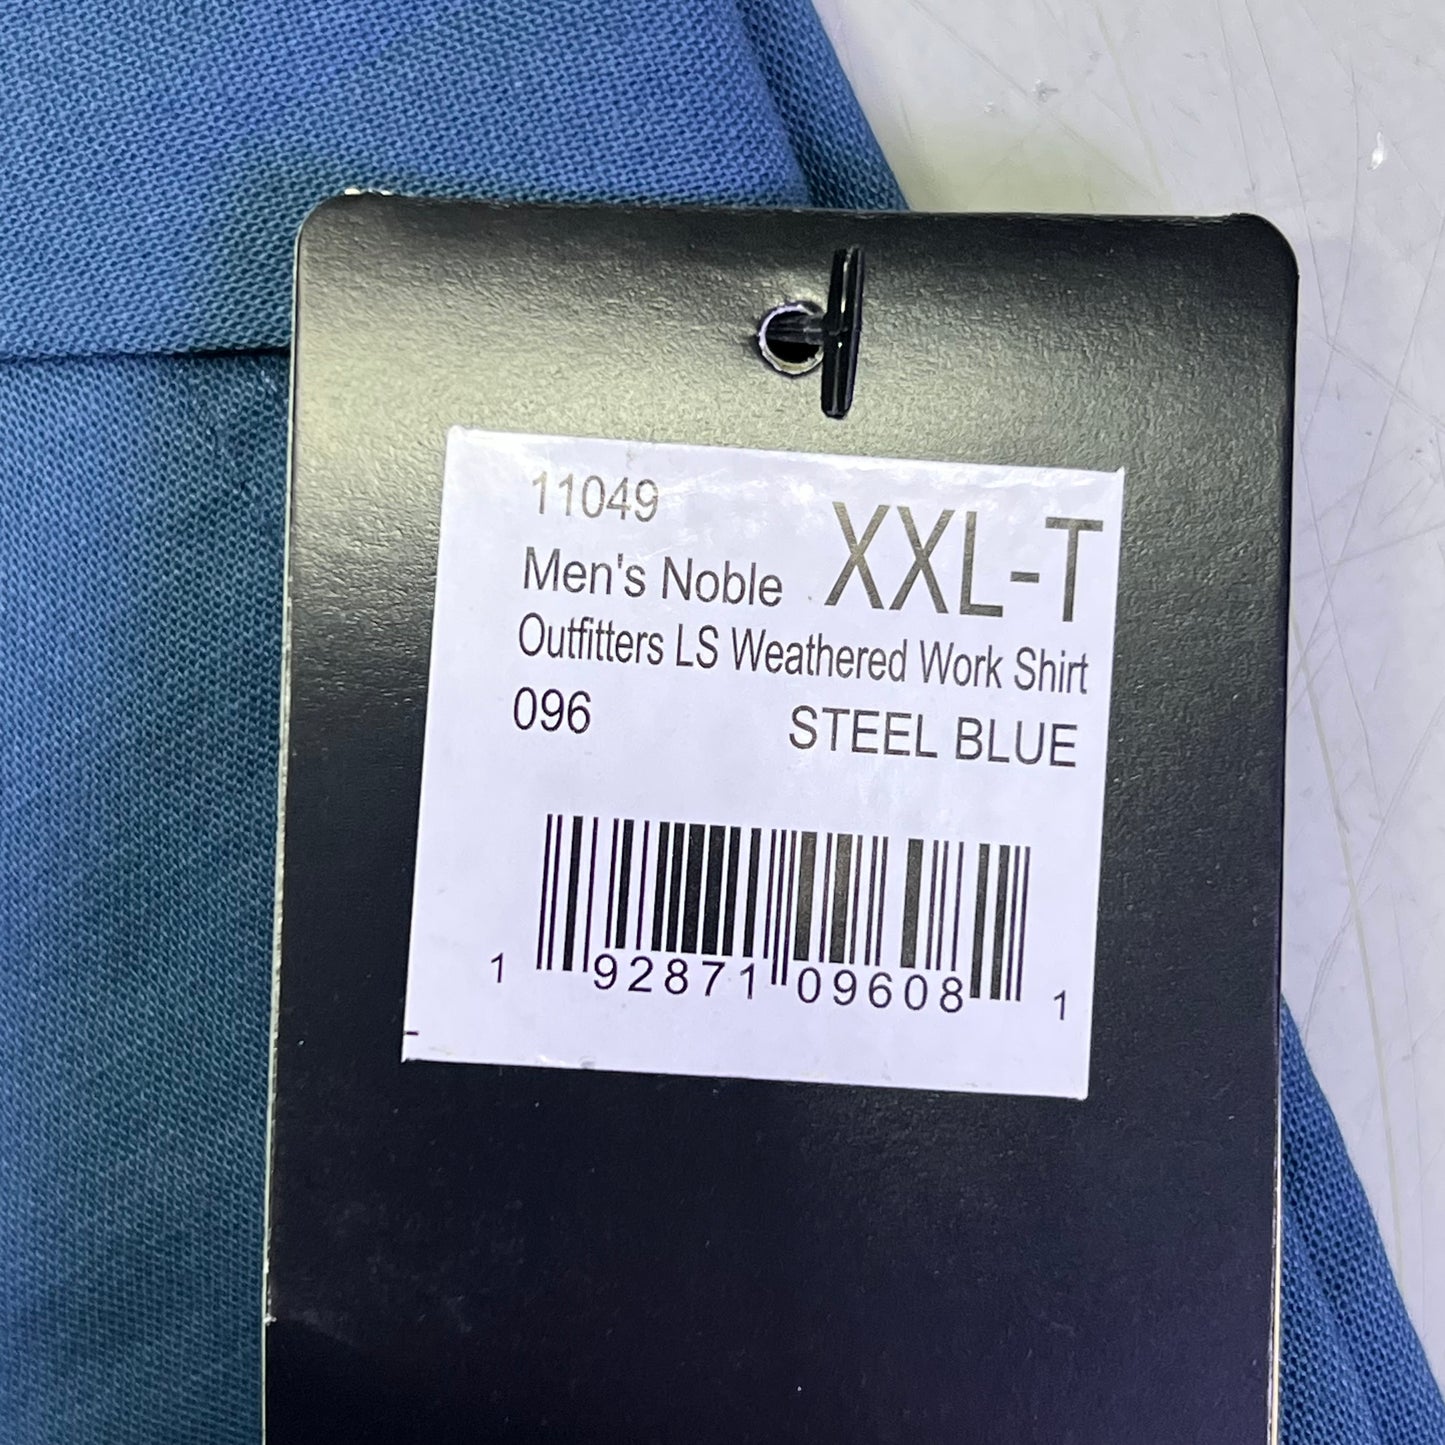 11049
XXL-T
Men's Noble
Outfitters LS Weathered Work Shirt
096 STEEL BLUE
1 92871 09608 1